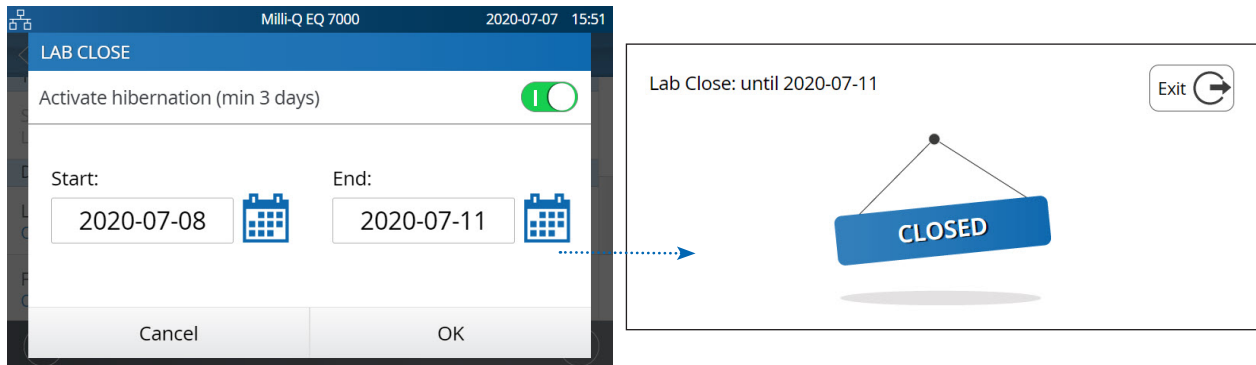 Milli-Q EQ 7000 2020-07-07 15:51
LAB CLOSE
Activate hibernation (min 3 days)
Start: End:
2020-07-08 2020-07-11
Cancel OK
Lab Close: until 2020-07-11
Exit
CLOSED